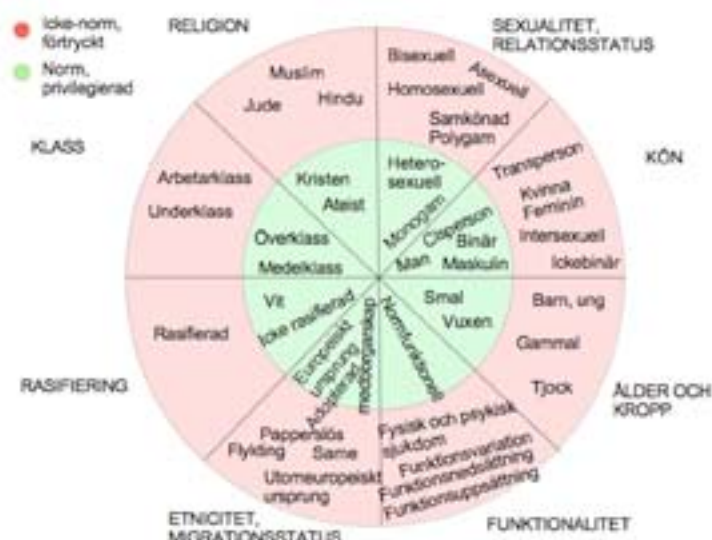 Icke-norm,
förtryckt
Norm,
privilegierad
RELIGION
Muslim
Jude
Hindu
Kristen
Ateist
SEXUALITET,
RELATIONSSTATUS
Bisexuell
Asexuell
Homosexuell
Samkönad
Polygam
Hetero-
sexuell
Monogam
KÖN
Transperson
Kvinna
Feminin
Intersexuell
Ickebinär
Cisperson
Binär
Man
Maskulin
ÅLDER OCH
KROPP
Barn, ung
Gammal
Tjock
Smal
Vuxen
FUNKTIONALITET
Normfunktionell
Fysisk och psykisk
sjukdom
Funktionsvariation
Funktionsnedsättning
Funktionsuppsättning
ETNICITET,
MIGRATIONSSTATUS
Europeiskt
ursprung
Adopterad
medborgarskap
Papperslös
Flykting
Same
Utomeuropeiskt
ursprung
RASIFIERING
Vit
Icke rasifierad
Rasifierad
KLASS
Arbetarklass
Underklass
Överklass
Medelklass